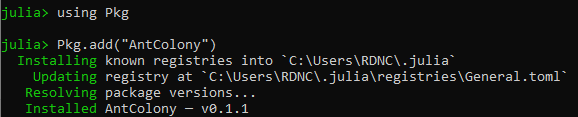 julia> using Pkg
julia> Pkg.add("AntColony")
Installing known registries into `C:\Users\RDNC\.julia`
Updating registry at `C:\Users\RDNC\.julia\registries\General.toml`
Resolving package versions...
Installed AntColony ─ v0.1.1